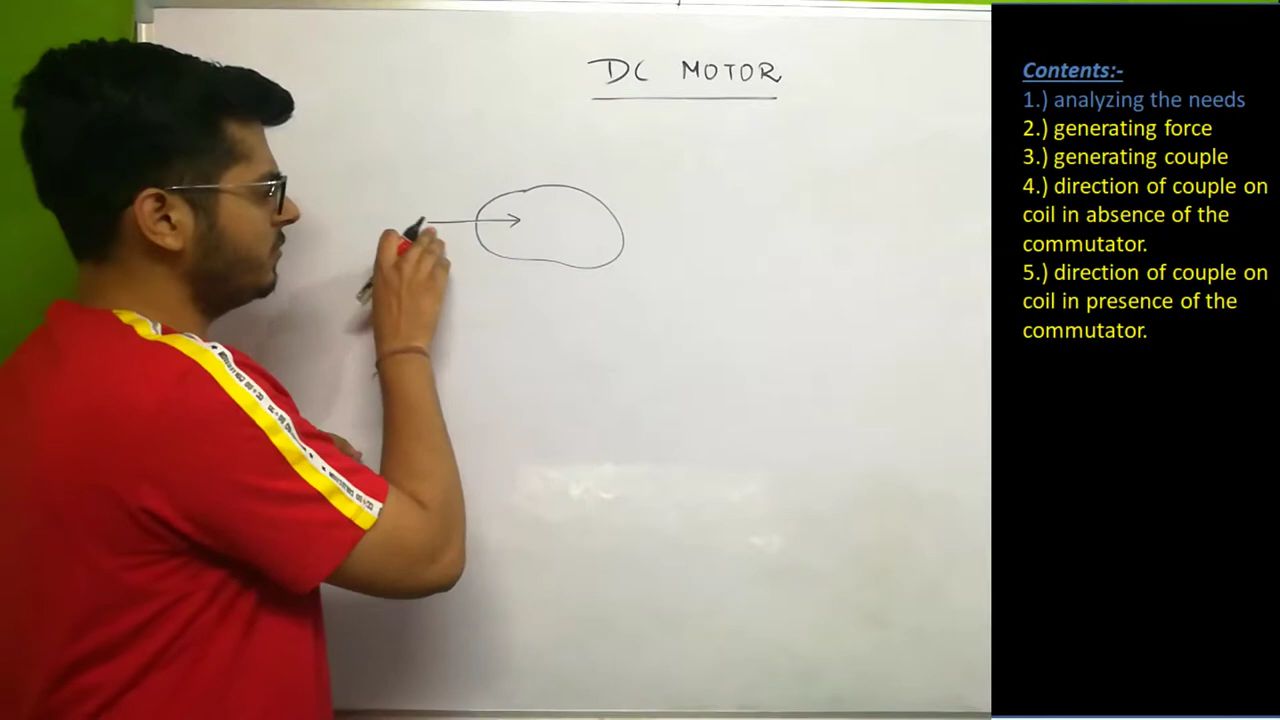 DC MOTOR
Contents:-
1.) analyzing the needs
2.) generating force
3.) generating couple
4.) direction of couple on
coil in absence of the
commutator.
5.) direction of couple on
coil in presence of the
commutator.